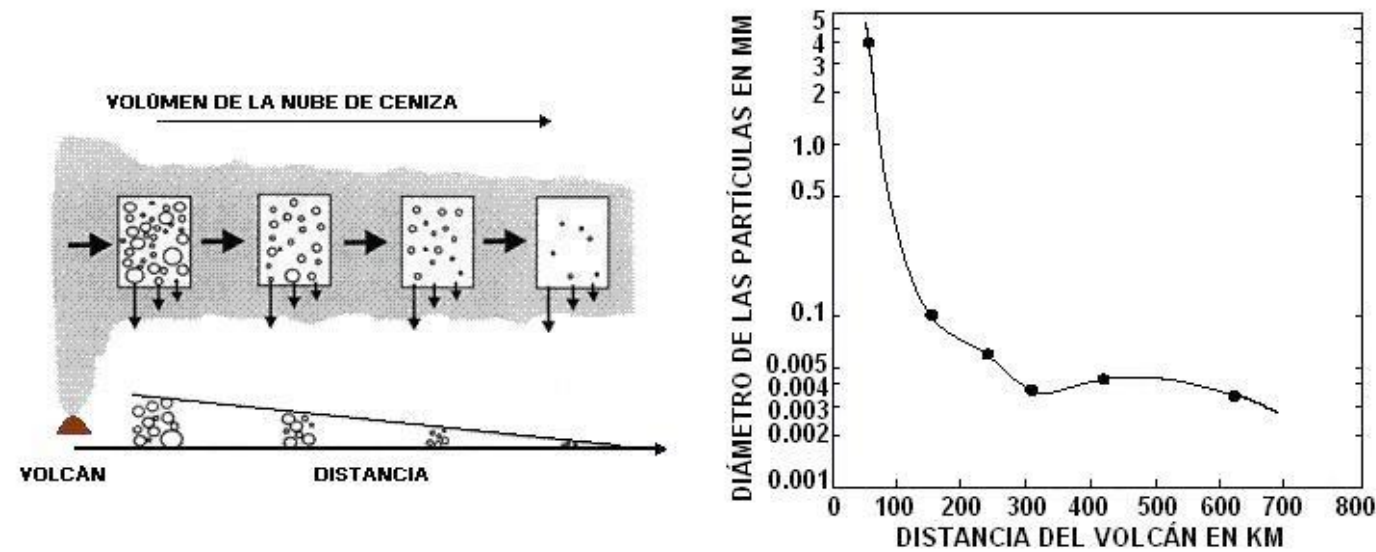 VOLÚMEN DE LA NUBE DE CENIZA
VOLCÀN
DISTANCIA
DIÁMETRO DE LAS PARTÍCULAS EN MM
5
4
3
2
1.0
0.5
0.1
0.005
0.004
0.003
0.002
0.001
0 100 200 300 400 500 600 700 800
DISTANCIA DEL VOLCÁN EN KM